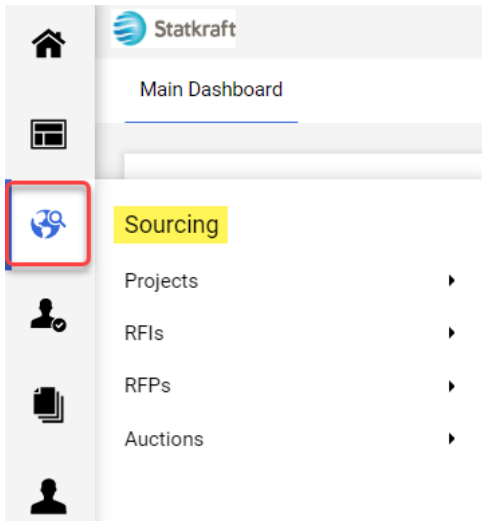 Statkraft
Main Dashboard
Sourcing
Projects
RFIs
RFPs
Auctions